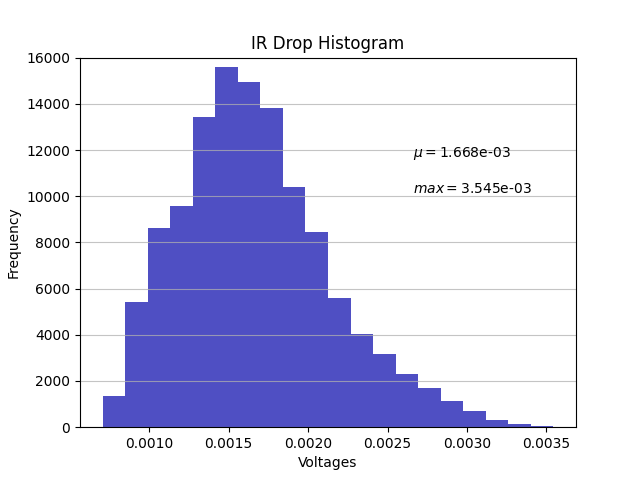 IR Drop Histogram
16000
14000
12000
10000
8000
6000
4000
2000
0
Frequency
μ = 1.668e-03
max = 3.545e-03
0.0010 0.0015 0.0020 0.0025 0.0030 0.0035
Voltages